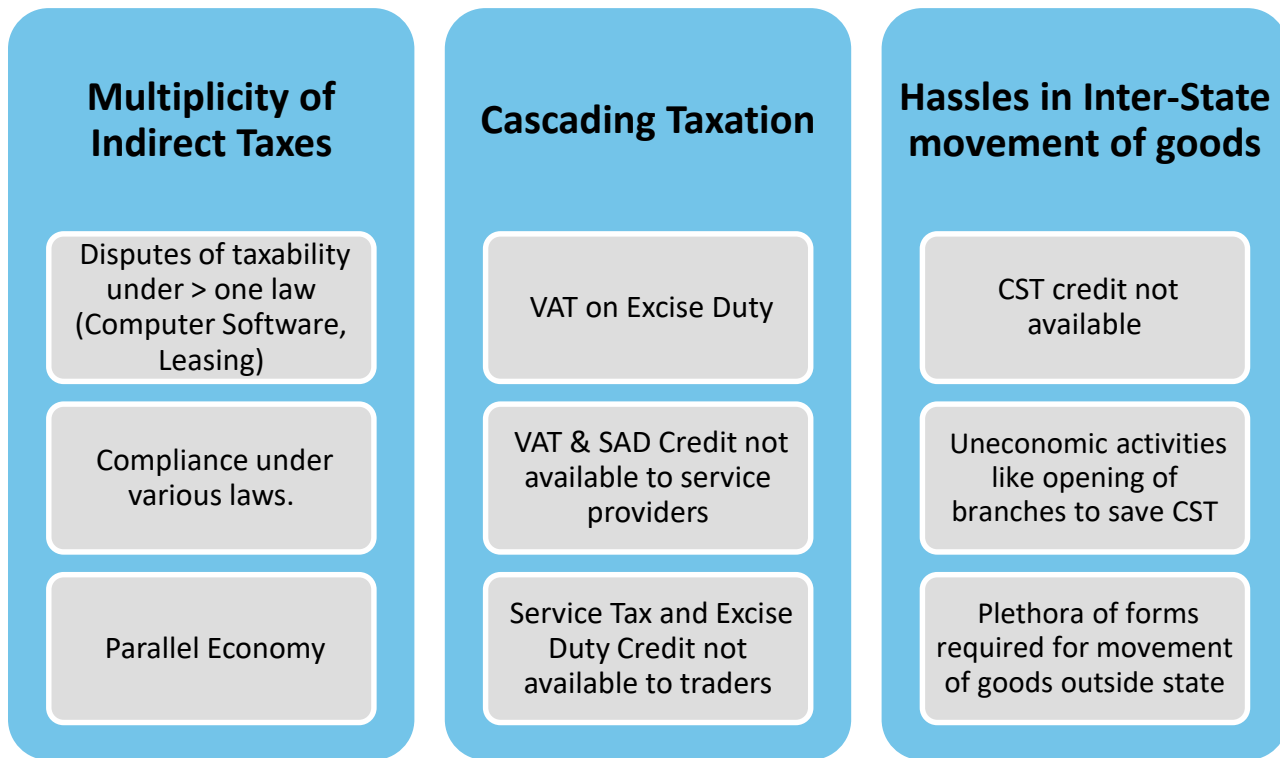 Multiplicity of
Indirect Taxes
Disputes of taxability
under > one law
(Computer Software,
Leasing)
Compliance under
various laws.
Parallel Economy
Cascading Taxation
VAT on Excise Duty
VAT & SAD Credit not
available to service
providers
Service Tax and Excise
Duty Credit not
available to traders
Hassles in Inter-State
movement of goods
CST credit not
available
Uneconomic activities
like opening of
branches to save CST
Plethora of forms
required for movement
of goods outside state